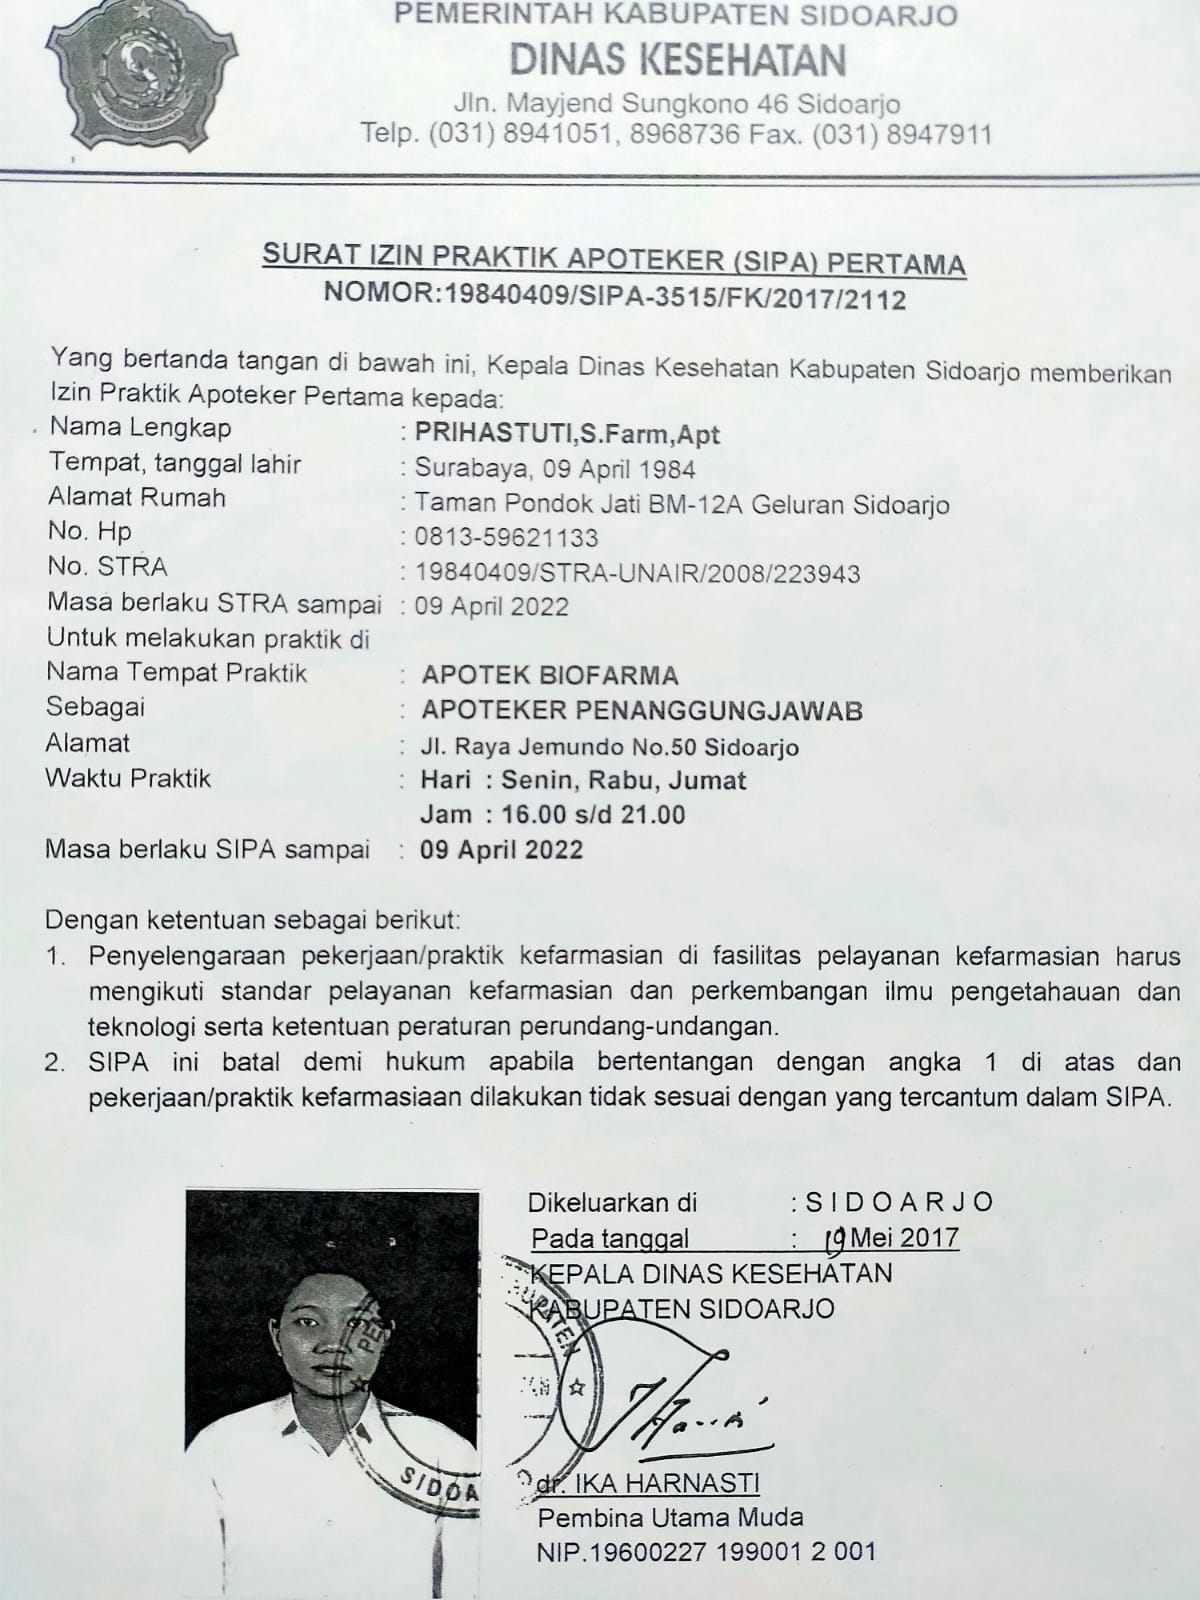 PEMERINTAH KABUPATEN SIDOARJO
DINAS KESEHATAN
Jln. Mayjend Sungkono 46 Sidoarjo
Telp. (031) 8941051, 8968736 Fax. (031) 8947911
KABUPATEN SIDOARJO
SURAT IZIN PRAKTIK APOTEKER (SIPA) PERTAMA
NOMOR:19840409/SIPA-3515/FK/2017/2112
Yang bertanda tangan di bawah ini, Kepala Dinas Kesehatan Kabupaten Sidoarjo memberikan
Izin Praktik Apoteker Pertama kepada:
Nama Lengkap : PRIHASTUTI,S.Farm,Apt
Tempat, tanggal lahir : Surabaya, 09 April 1984
Alamat Rumah : Taman Pondok Jati BM-12A Geluran Sidoarjo
No. Hp : 0813-59621133
No. STRA : 19840409/STRA-UNAIR/2008/223943
Masa berlaku STRA sampai : 09 April 2022
Untuk melakukan praktik di
Nama Tempat Praktik : APOTEK BIOFARMA
Sebagai : APOTEKER PENANGGUNGJAWAB
Alamat : Jl. Raya Jemundo No.50 Sidoarjo
Waktu Praktik : Hari : Senin, Rabu, Jumat
Jam : 16.00 s/d 21.00
Masa berlaku SIPA sampai : 09 April 2022
Dengan ketentuan sebagai berikut:
1. Penyelengaraan pekerjaan/praktik kefarmasian di fasilitas pelayanan kefarmasian harus
mengikuti standar pelayanan kefarmasian dan perkembangan ilmu pengetahauan dan
teknologi serta ketentuan peraturan perundang-undangan.
2. SIPA ini batal demi hukum apabila bertentangan dengan angka 1 di atas dan
pekerjaan/praktik kefarmasiaan dilakukan tidak sesuai dengan yang tercantum dalam SIPA.
Dikeluarkan di : S I D O A R J O
Pada tanggal : 19 Mei 2017
KEPALA DINAS KESEHATAN
KABUPATEN SIDOARJO
dr. IKA HARNASTI
Pembina Utama Muda
NIP.19600227 199001 2 001